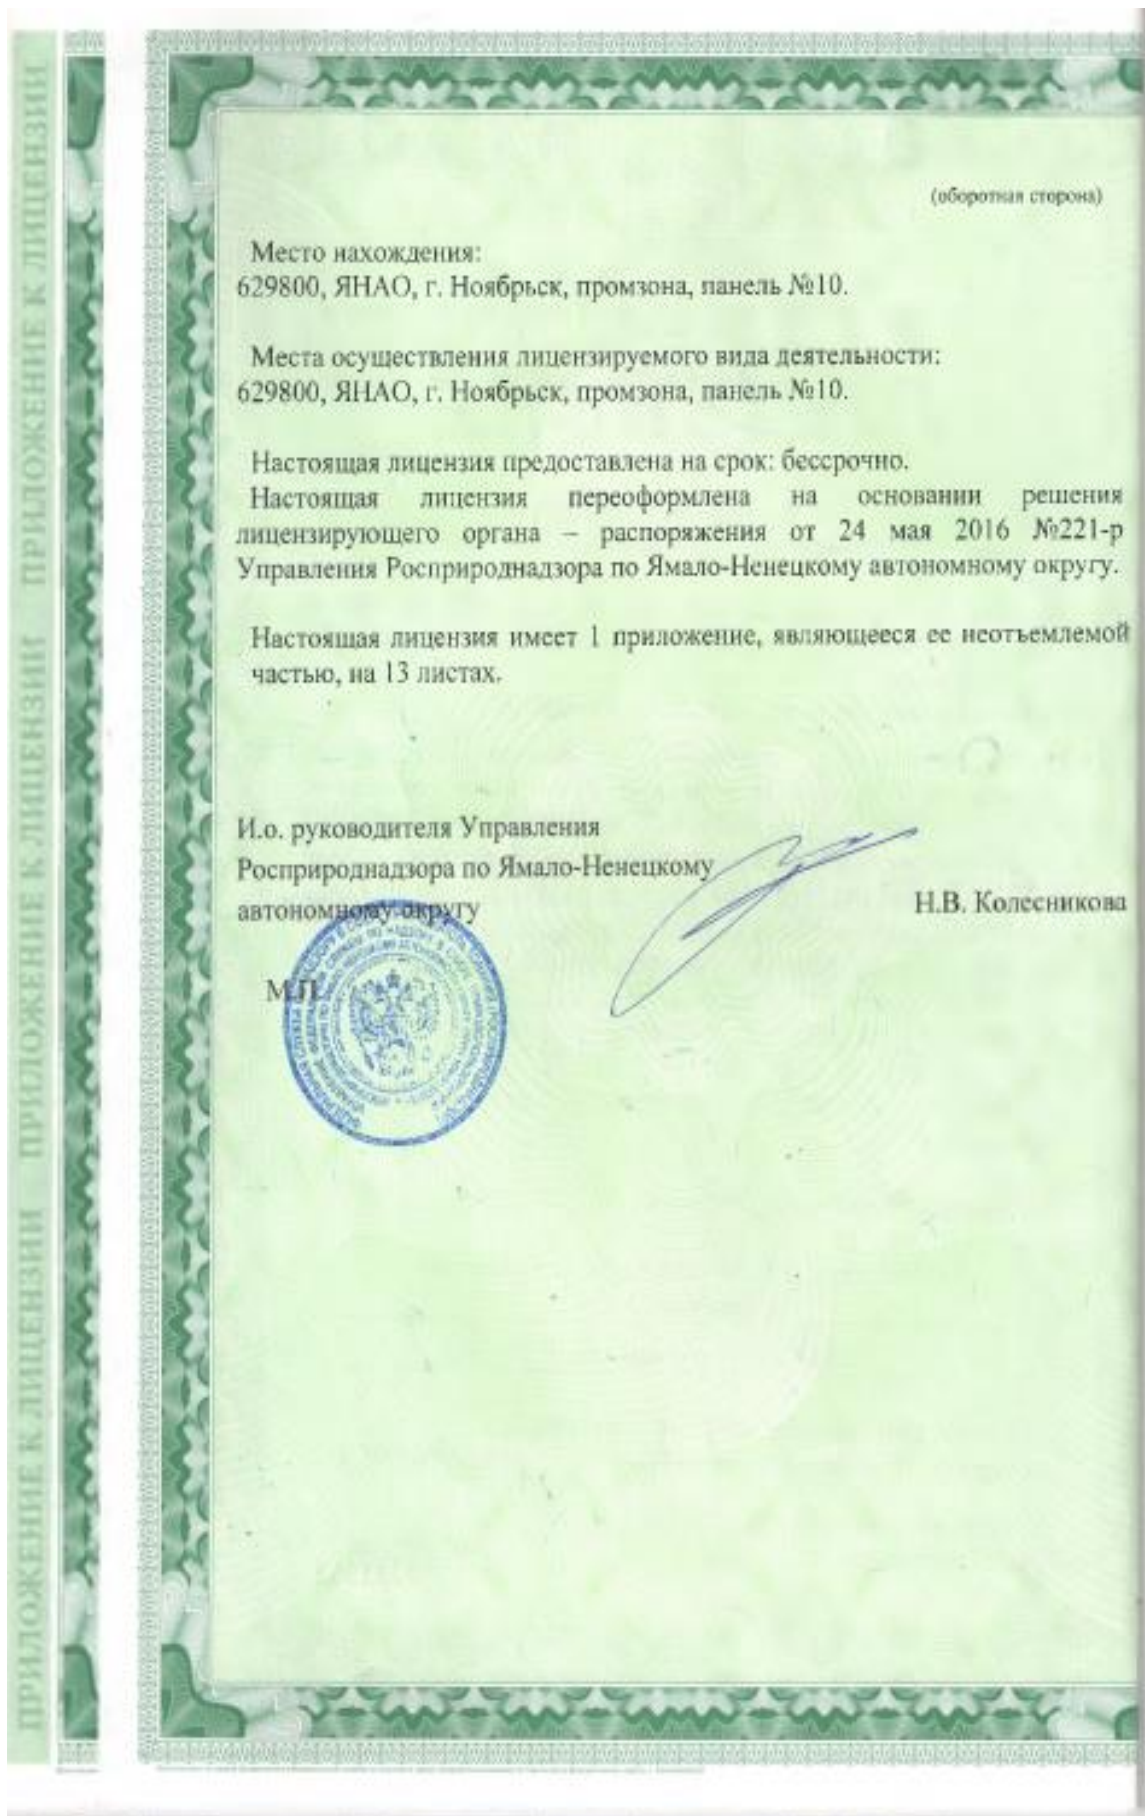 (оборотная сторона)
Место нахождения:
629800, ЯНАО, г. Ноябрьск, промзона, панель №10.
Места осуществления лицензируемого вида деятельности:
629800, ЯНАО, г. Ноябрьск, промзона, панель №10.
Настоящая лицензия предоставлена на срок: бессрочно.
Настоящая лицензия переоформлена на основании решения
лицензирующего органа – распоряжения от 24 мая 2016 №221-р
Управления Росприроднадзора по Ямало-Ненецкому автономному округу.
Настоящая лицензия имеет 1 приложение, являющееся ее неотъемлемой
частью, на 13 листах.
И.о. руководителя Управления
Росприроднадзора по Ямало-Ненецкому
автономному округу
Н.В. Колесникова
М.П.
ПРИЛОЖЕНИЕ К ЛИЦЕНЗИИ ПРИЛОЖЕНИЕ К ЛИЦЕНЗИИ ПРИЛОЖЕНИЕ К ЛИЦЕНЗИИ